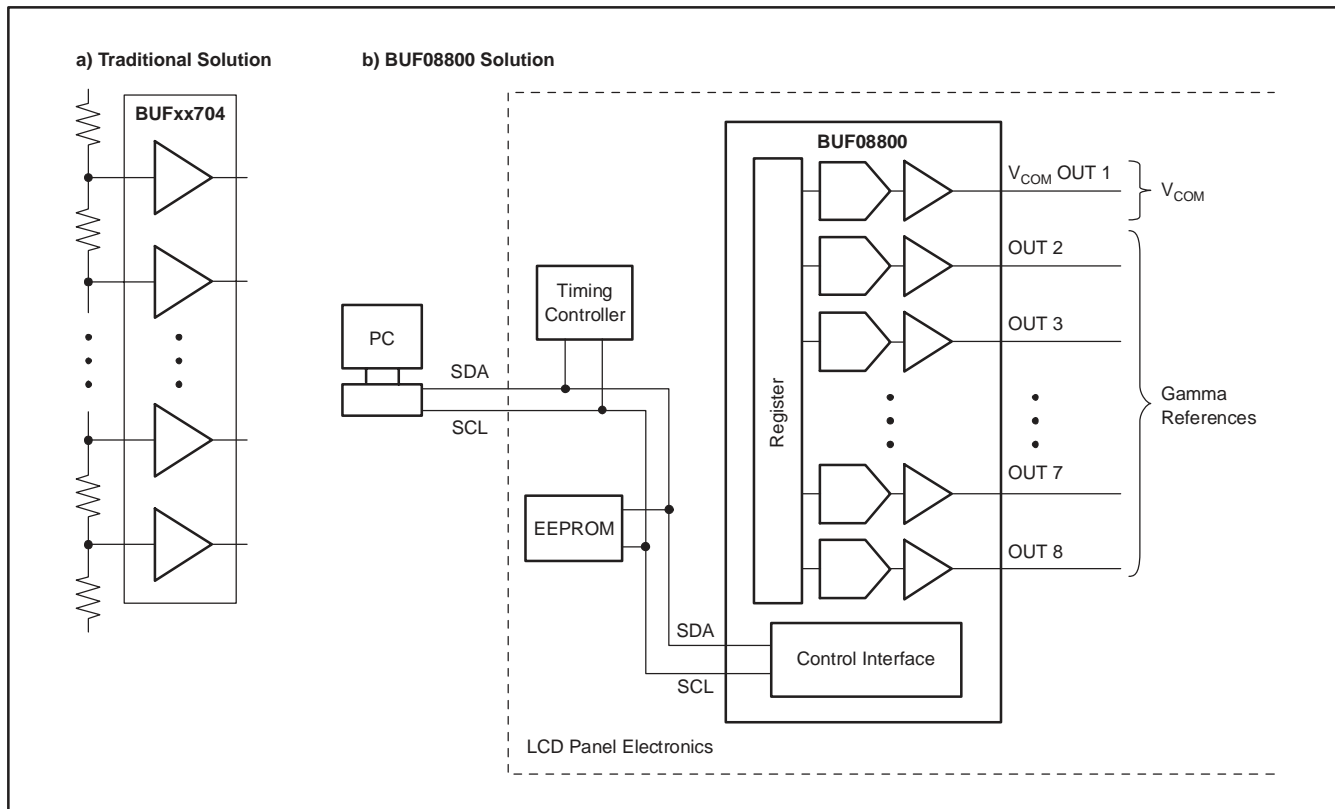 a) Traditional Solution
BUFxx704
b) BUF08800 Solution
BUF08800
Register
V_COM OUT 1
V_COM
OUT 2
OUT 3
OUT 7
OUT 8
Gamma
References
Timing
Controller
PC
SDA
SCL
EEPROM
SDA
SCL
Control Interface
LCD Panel Electronics